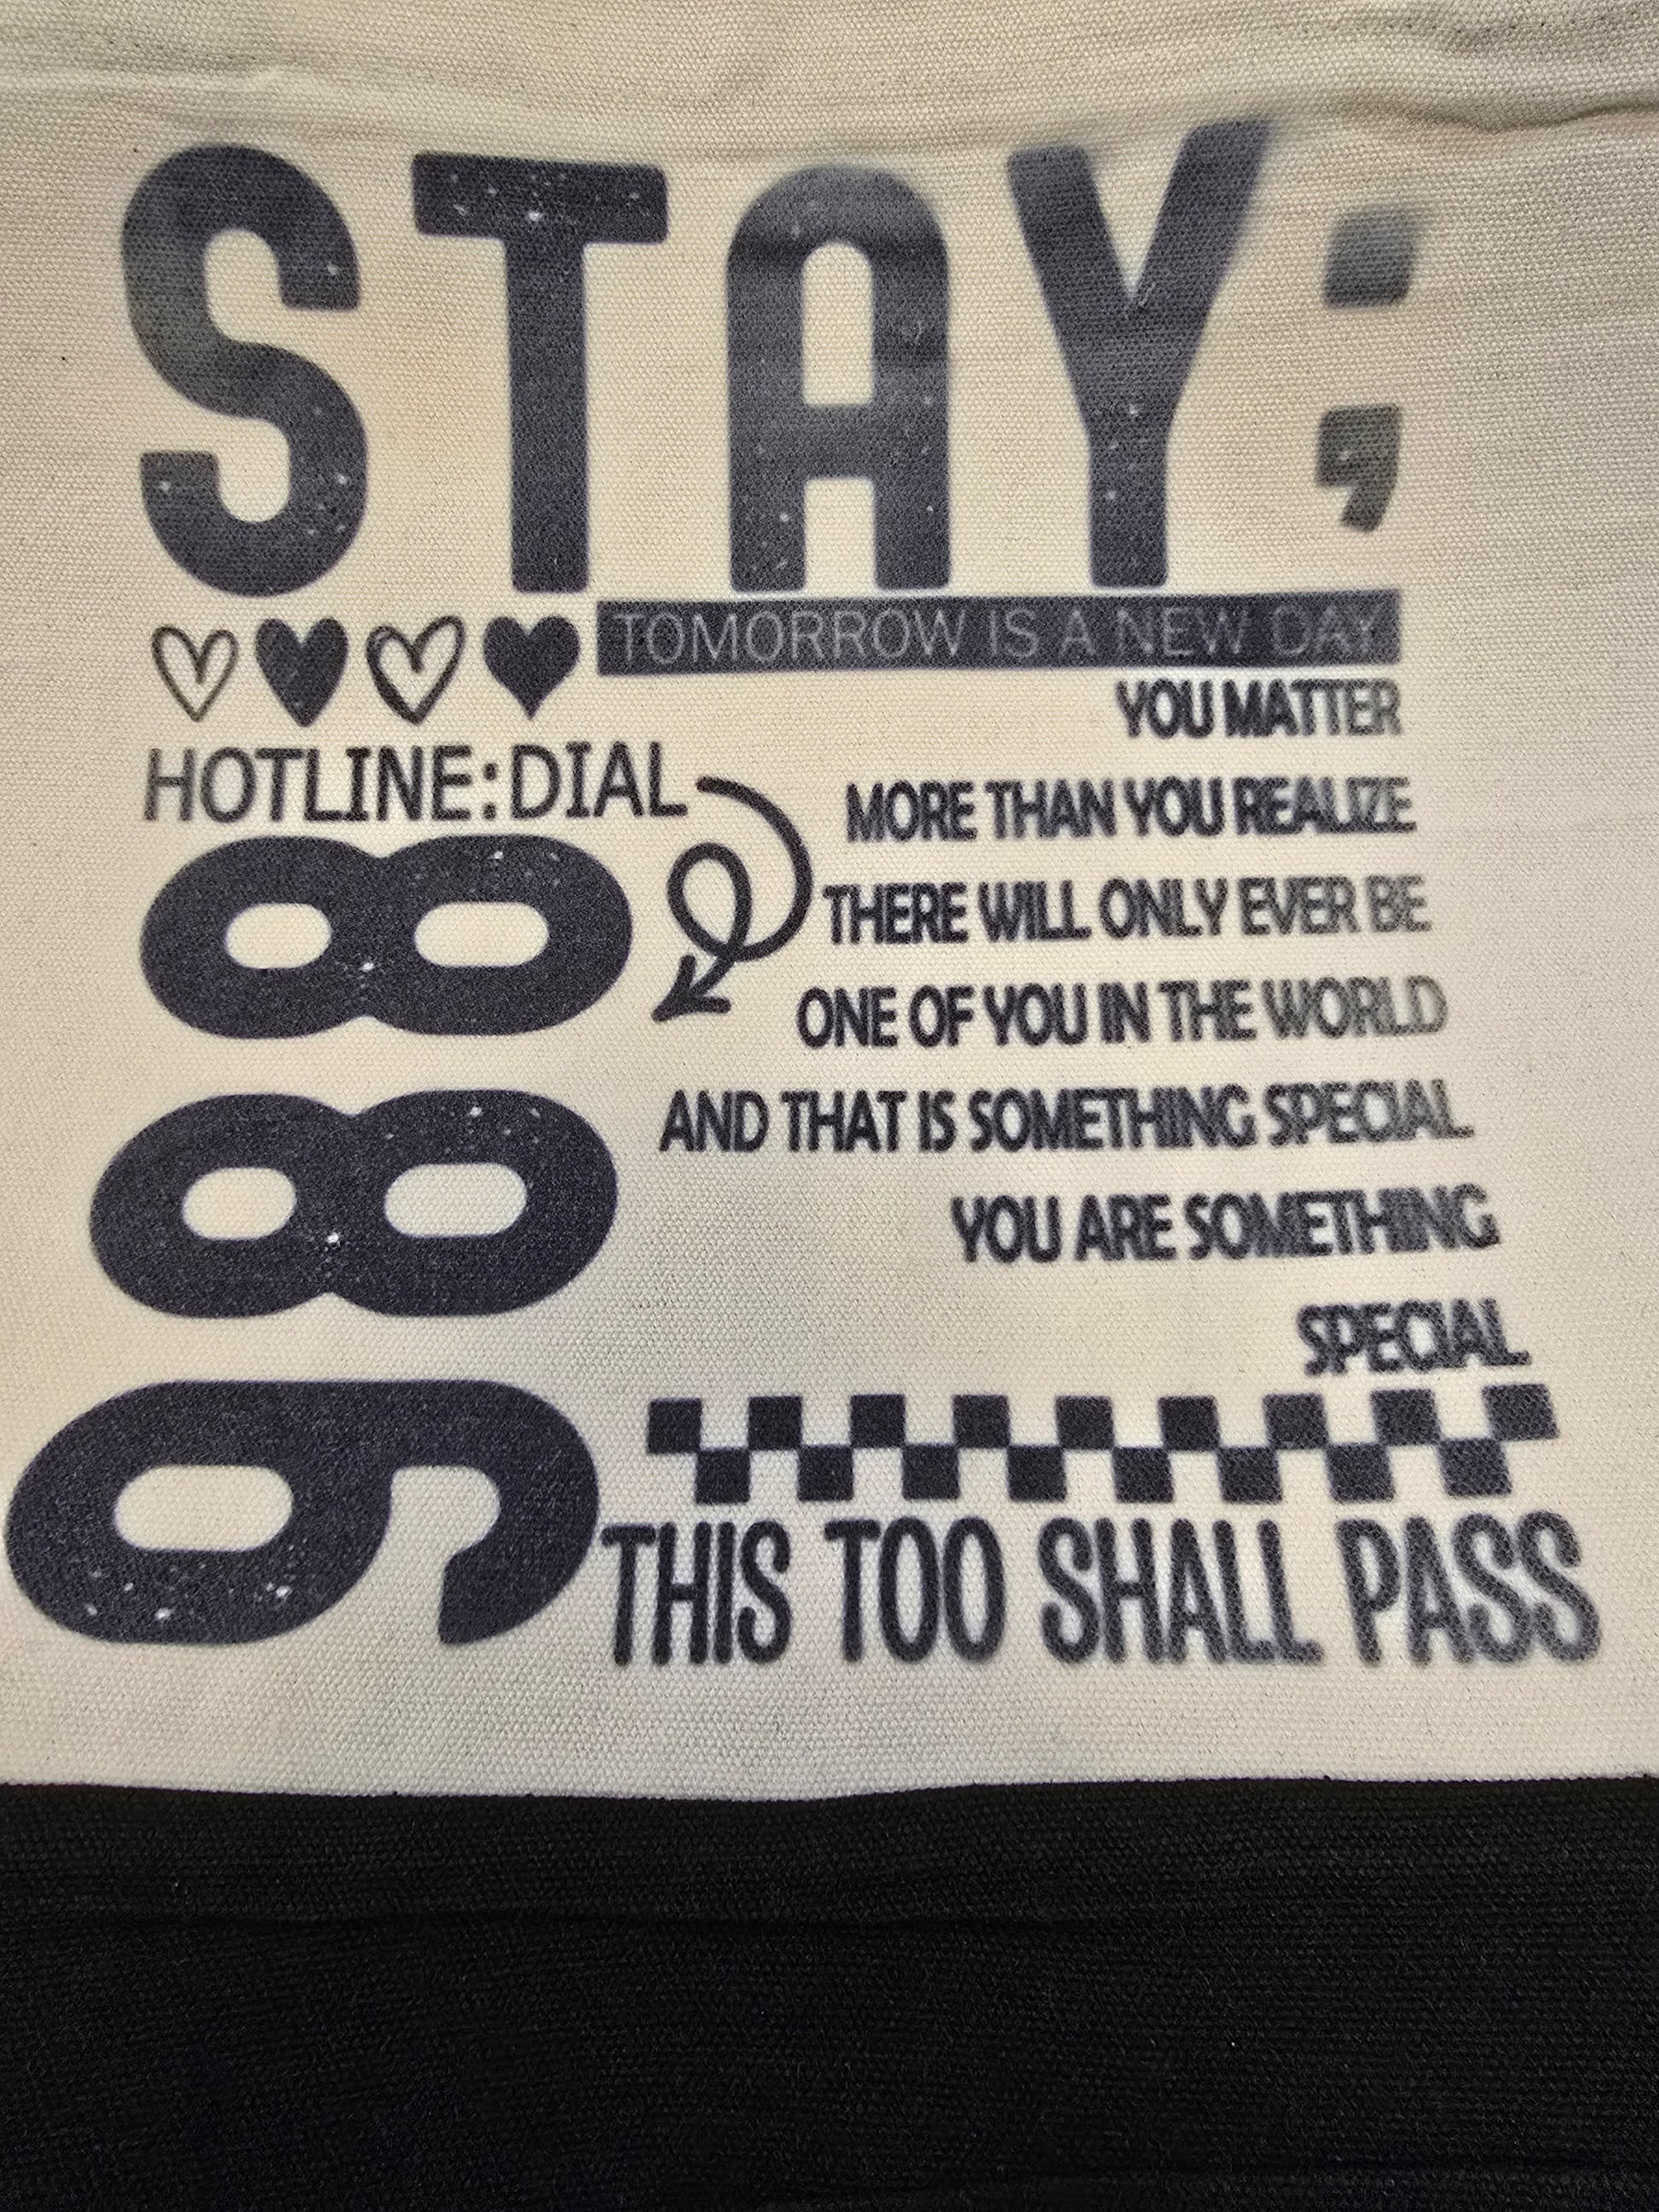 STAY;
TOMORROW IS A NEW DAY.
YOU MATTER
HOTLINE:DIAL
988
MORE THAN YOU REALIZE
THERE WILL ONLY EVER BE
ONE OF YOU IN THE WORLD
AND THAT IS SOMETHING SPECIAL.
YOU ARE SOMETHING
SPECIAL.
THIS TOO SHALL PASS